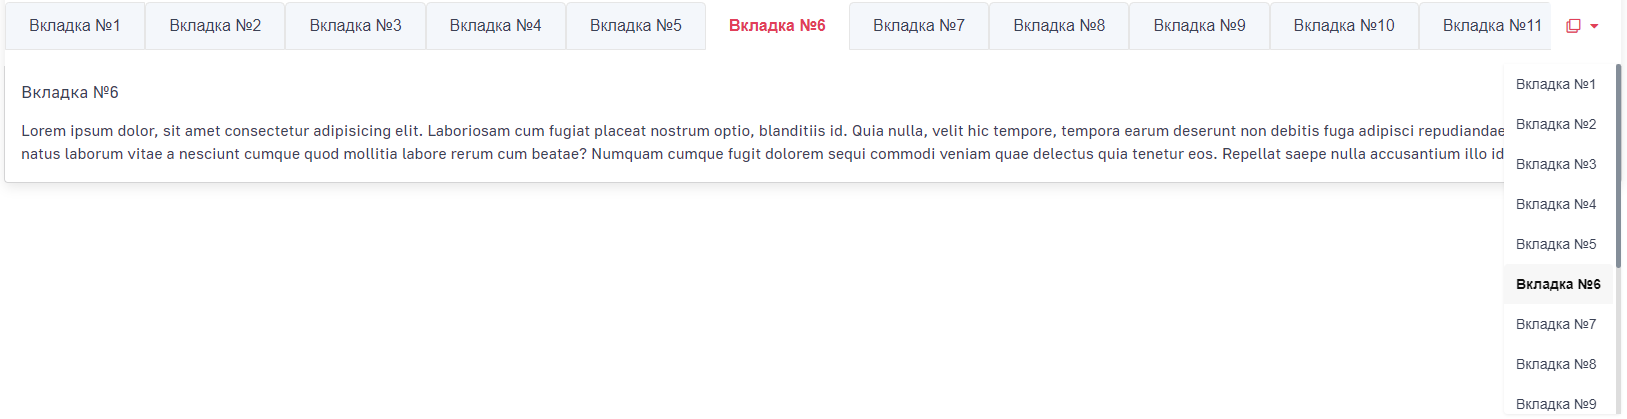 Вкладка №1 Вкладка №2 Вкладка №3 Вкладка №4 Вкладка №5 Вкладка №6 Вкладка №7 Вкладка №8 Вкладка №9 Вкладка №10 Вкладка №11
Вкладка №6
Lorem ipsum dolor, sit amet consectetur adipisicing elit. Laboriosam cum fugiat placeat nostrum optio, blanditiis id. Quia nulla, velit hic tempore, tempora earum deserunt non debitis fuga adipisci repudiandae
natus laborum vitae a nesciunt cumque quod mollitia labore rerum cum beatae? Numquam cumque fugit dolorem sequi commodi veniam quae delectus quia tenetur eos. Repellat saepe nulla accusantium illo id
Вкладка №1
Вкладка №2
Вкладка №3
Вкладка №4
Вкладка №5
Вкладка №6
Вкладка №7
Вкладка №8
Вкладка №9